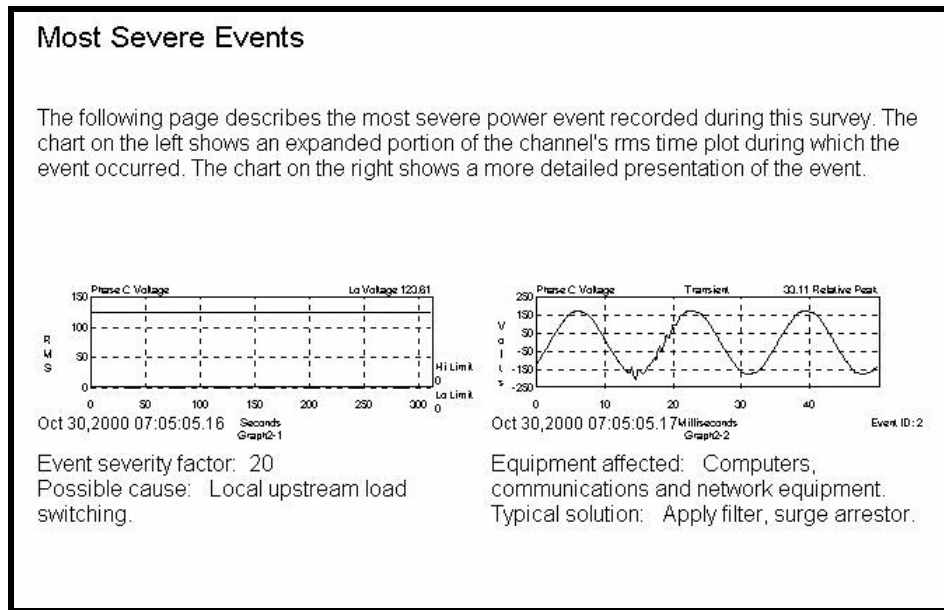 Most Severe Events
The following page describes the most severe power event recorded during this survey. The
chart on the left shows an expanded portion of the channel's rms time plot during which the
event occurred. The chart on the right shows a more detailed presentation of the event.
Phase C Voltage Lo Voltage 123.61
150
100
50
0
RMS
Hi Limit
0
Lo Limit
0
0 50 100 150 200 250 300
Oct 30,2000 07:05:05.16 Seconds
Graph2-1
Event severity factor: 20
Possible cause: Local upstream load
switching.
Phase C Voltage Transient 33.11 Relative Peak
250
150
50
-50
-150
-250
Volts
0 10 20 30 40
Oct 30,2000 07:05:05.17 Milliseconds Event ID: 2
Graph2-2
Equipment affected: Computers,
communications and network equipment.
Typical solution: Apply filter, surge arrestor.